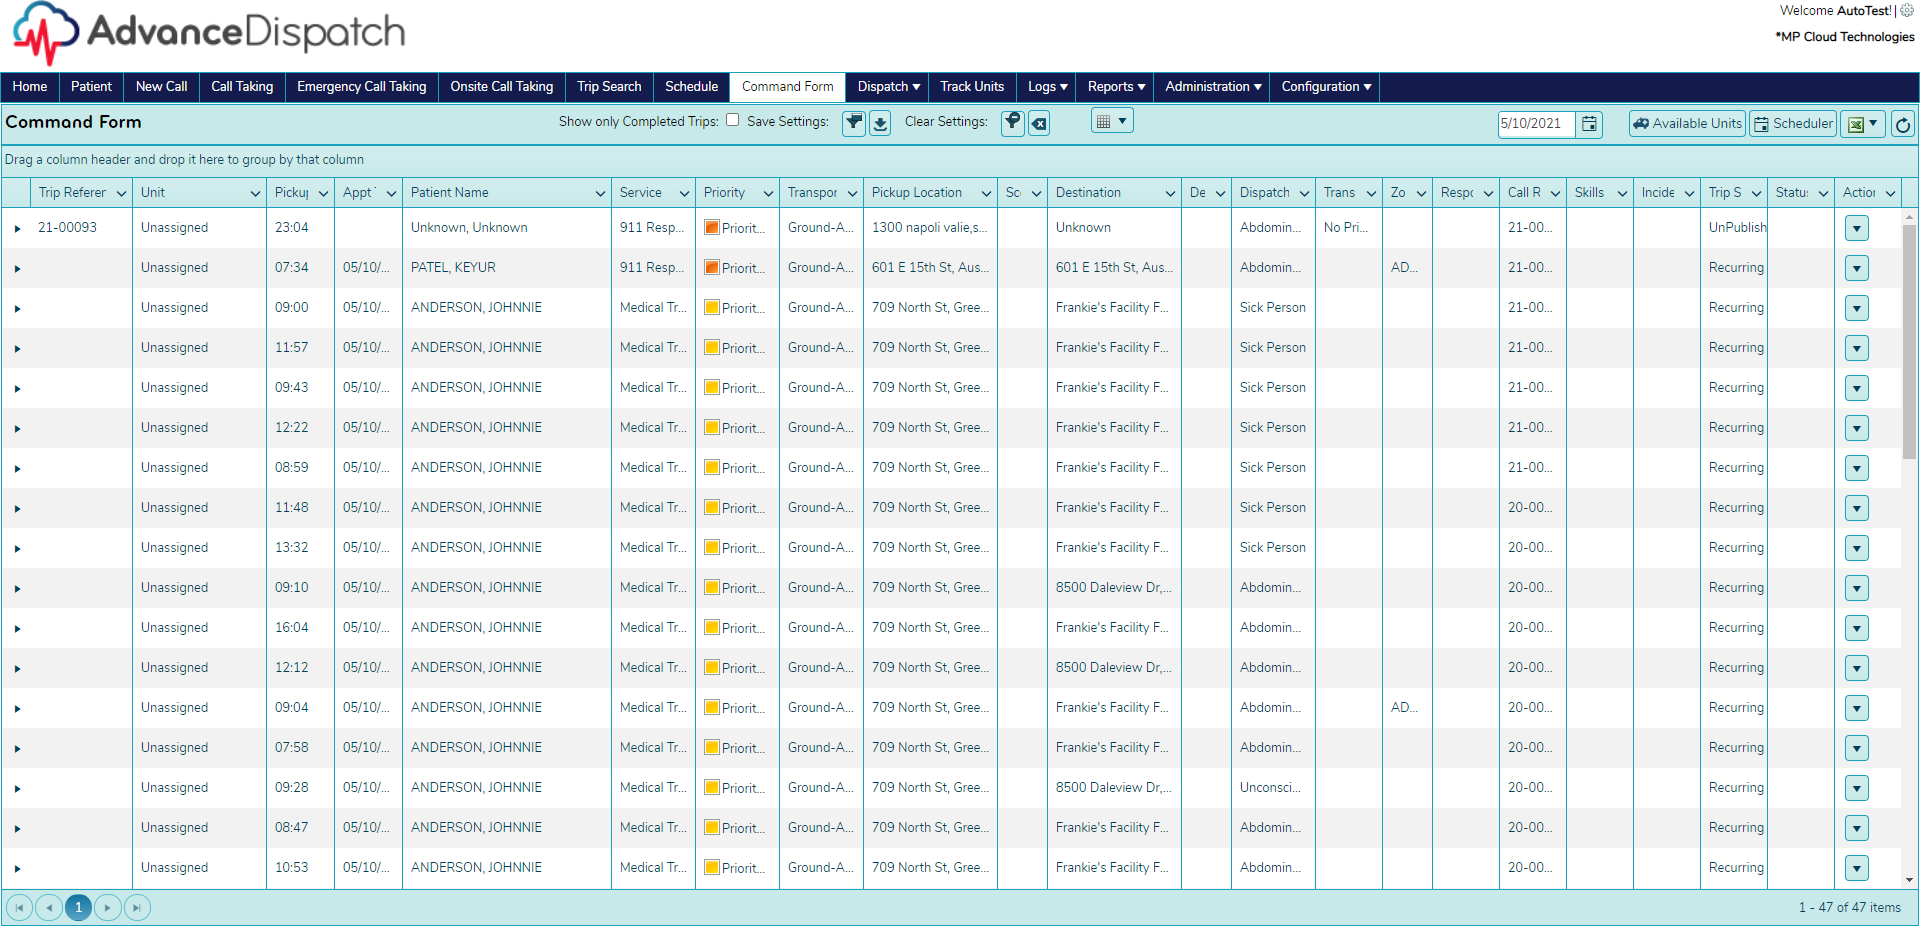 AdvanceDispatch
Welcome AutoTest! |
*MP Cloud Technologies
Home Patient New Call Call Taking Emergency Call Taking Onsite Call Taking Trip Search Schedule Command Form Dispatch Track Units Logs Reports Administration Configuration
Command Form Show only Completed Trips: Save Settings: Clear Settings: 5/10/2021 Available Units Scheduler
Drag a column header and drop it here to group by that column
Trip Referer Unit Pickup Appt Patient Name Service Priority Transpor Pickup Location Sc Destination De Dispatch Trans Zo Respo Call R Skills Incide Trip S Status Action
21-00093 Unassigned 23:04 Unknown, Unknown 911 Resp... Priorit... Ground-A... 1300 napoli valie,s... Unknown Abdomin... No Pri... 21-00... UnPublish
Unassigned 07:34 05/10/... PATEL, KEYUR 911 Resp... Priorit... Ground-A... 601 E 15th St, Aus... 601 E 15th St, Aus... Abdomin... AD... 21-00... Recurring
Unassigned 09:00 05/10/... ANDERSON, JOHNNIE Medical Tr... Priorit... Ground-A... 709 North St, Gree... Frankie's Facility F... Sick Person 21-00... Recurring
Unassigned 11:57 05/10/... ANDERSON, JOHNNIE Medical Tr... Priorit... Ground-A... 709 North St, Gree... Frankie's Facility F... Sick Person 21-00... Recurring
Unassigned 09:43 05/10/... ANDERSON, JOHNNIE Medical Tr... Priorit... Ground-A... 709 North St, Gree... Frankie's Facility F... Sick Person 21-00... Recurring
Unassigned 12:22 05/10/... ANDERSON, JOHNNIE Medical Tr... Priorit... Ground-A... 709 North St, Gree... Frankie's Facility F... Sick Person 21-00... Recurring
Unassigned 08:59 05/10/... ANDERSON, JOHNNIE Medical Tr... Priorit... Ground-A... 709 North St, Gree... Frankie's Facility F... Sick Person 21-00... Recurring
Unassigned 11:48 05/10/... ANDERSON, JOHNNIE Medical Tr... Priorit... Ground-A... 709 North St, Gree... Frankie's Facility F... Sick Person 20-00... Recurring
Unassigned 13:32 05/10/... ANDERSON, JOHNNIE Medical Tr... Priorit... Ground-A... 709 North St, Gree... Frankie's Facility F... Sick Person 20-00... Recurring
Unassigned 09:10 05/10/... ANDERSON, JOHNNIE Medical Tr... Priorit... Ground-A... 709 North St, Gree... 8500 Daleview Dr,... Abdomin... 20-00... Recurring
Unassigned 16:04 05/10/... ANDERSON, JOHNNIE Medical Tr... Priorit... Ground-A... 709 North St, Gree... Frankie's Facility F... Abdomin... 20-00... Recurring
Unassigned 12:12 05/10/... ANDERSON, JOHNNIE Medical Tr... Priorit... Ground-A... 709 North St, Gree... 8500 Daleview Dr,... Abdomin... 20-00... Recurring
Unassigned 09:04 05/10/... ANDERSON, JOHNNIE Medical Tr... Priorit... Ground-A... 709 North St, Gree... Frankie's Facility F... Abdomin... AD... 20-00... Recurring
Unassigned 07:58 05/10/... ANDERSON, JOHNNIE Medical Tr... Priorit... Ground-A... 709 North St, Gree... Frankie's Facility F... Abdomin... 20-00... Recurring
Unassigned 09:28 05/10/... ANDERSON, JOHNNIE Medical Tr... Priorit... Ground-A... 709 North St, Gree... 8500 Daleview Dr,... Unconsci... 20-00... Recurring
Unassigned 08:47 05/10/... ANDERSON, JOHNNIE Medical Tr... Priorit... Ground-A... 709 North St, Gree... Frankie's Facility F... Abdomin... 20-00... Recurring
Unassigned 10:53 05/10/... ANDERSON, JOHNNIE Medical Tr... Priorit... Ground-A... 709 North St, Gree... Frankie's Facility F... Abdomin... 20-00... Recurring
1 1 - 47 of 47 items